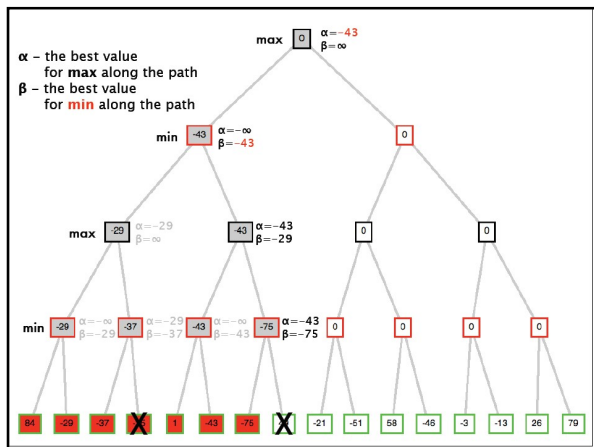 0
max
α=-43
β=∞
α – the best value
for max along the path
β – the best value
for min along the path
min
-43
α=-∞
β=-43
0
max
-29
α=-29
β=∞
-43
α=-43
β=-29
0
0
min
-29
α=-∞
β=-29
-37
α=-29
β=-37
-43
α=-∞
β=-43
-75
α=-43
β=-75
0
0
0
0
84 -29 -37 X 1 -43 -75 X -21 -51 58 -46 -3 -13 26 79